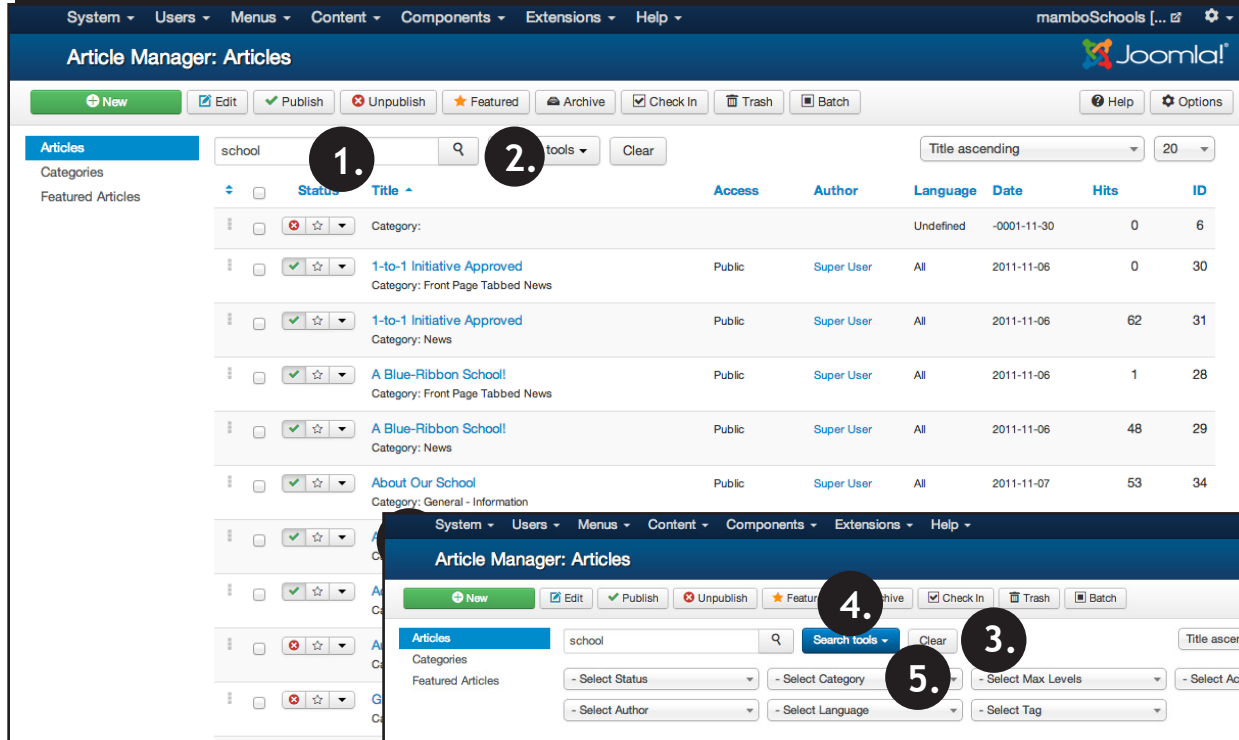 System Users Menus Content Components Extensions Help mamboSchools [...
Article Manager: Articles Joomla!
New Edit Publish Unpublish Featured Archive Check In Trash Batch Help Options
Articles
Categories
Featured Articles
school 1. 2. tools Clear Title ascending 20
Status Title Access Author Language Date Hits ID
Category: Undefined -0001-11-30 0 6
1-to-1 Initiative Approved Public Super User All 2011-11-06 0 30
Category: Front Page Tabbed News
1-to-1 Initiative Approved Public Super User All 2011-11-06 62 31
Category: News
A Blue-Ribbon School! Public Super User All 2011-11-06 1 28
Category: Front Page Tabbed News
A Blue-Ribbon School! Public Super User All 2011-11-06 48 29
Category: News
About Our School Public Super User All 2011-11-07 53 34
Category: General - Information
System Users Menus Content Components Extensions Help
Article Manager: Articles
New Edit Publish Unpublish 4. Check In Trash Batch
Articles
Categories
Featured Articles
school Search tools Clear 3. Title
- Select Status - Select Category 5. - Select Max Levels - Select
- Select Author - Select Language - Select Tag